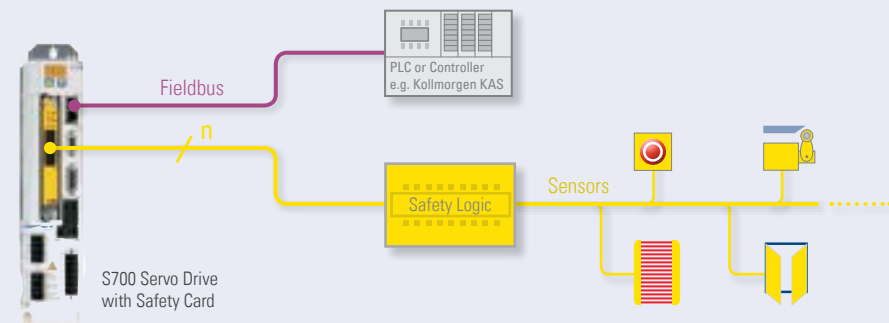 PLC or Controller
e.g. Kollmorgen KAS
Fieldbus
n
Sensors
Safety Logic
S700 Servo Drive
with Safety Card